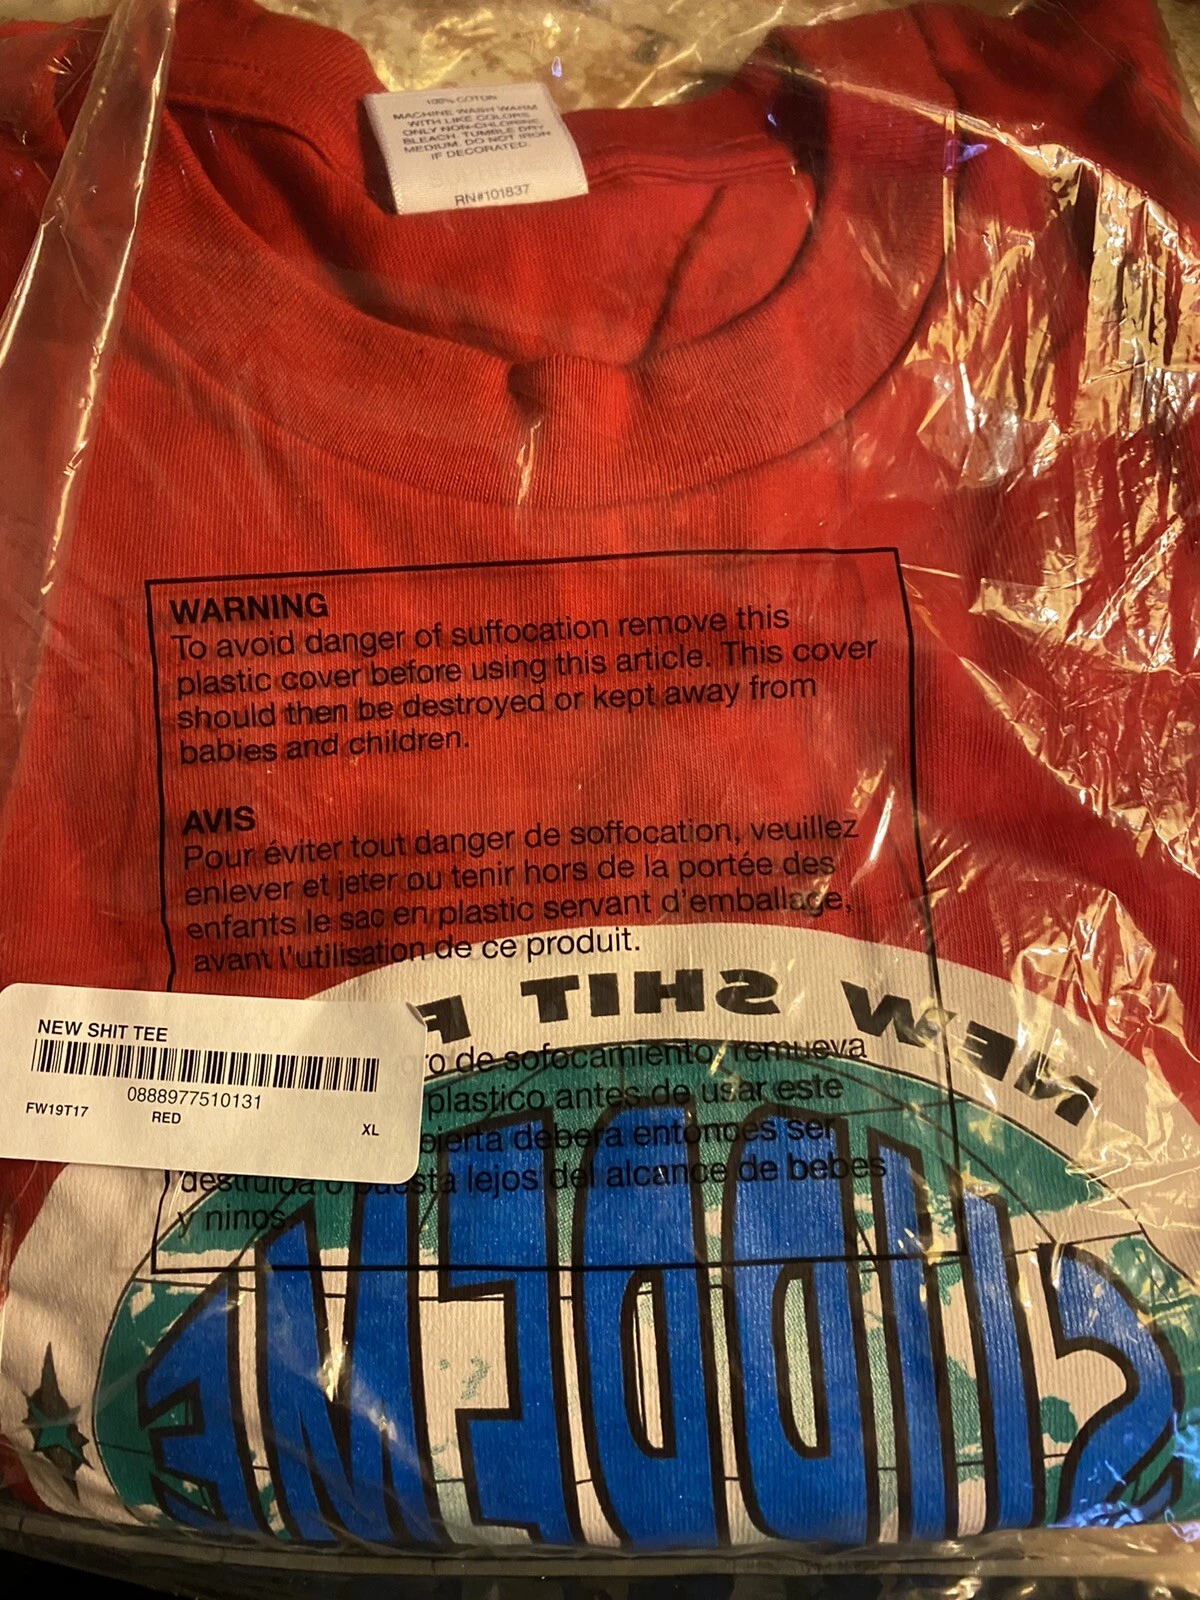 100% COTTON
MACHINE WASH WARM
WITH LIKE COLORS
ONLY NON-CHLORINE
BLEACH. TUMBLE DRY
MEDIUM. DO NOT IRON
IF DECORATED.
RN#101837
WARNING
To avoid danger of suffocation remove this
plastic cover before using this article. This cover
should then be destroyed or kept away from
babies and children.
AVIS
Pour éviter tout danger de soffocation, veuillez
enlever et jeter ou tenir hors de la portée des
enfants le sac en plastic servant d'emballage,
avant l'utilisation de ce produit.
NEW SHIT
de sofocamiento, remueva
plastico antes de usar este
debera entonces ser
destruida o puesta lejos del alcance de bebes
y ninos.
NEW SHIT TEE
0888977510131
FW19T17
RED
XL